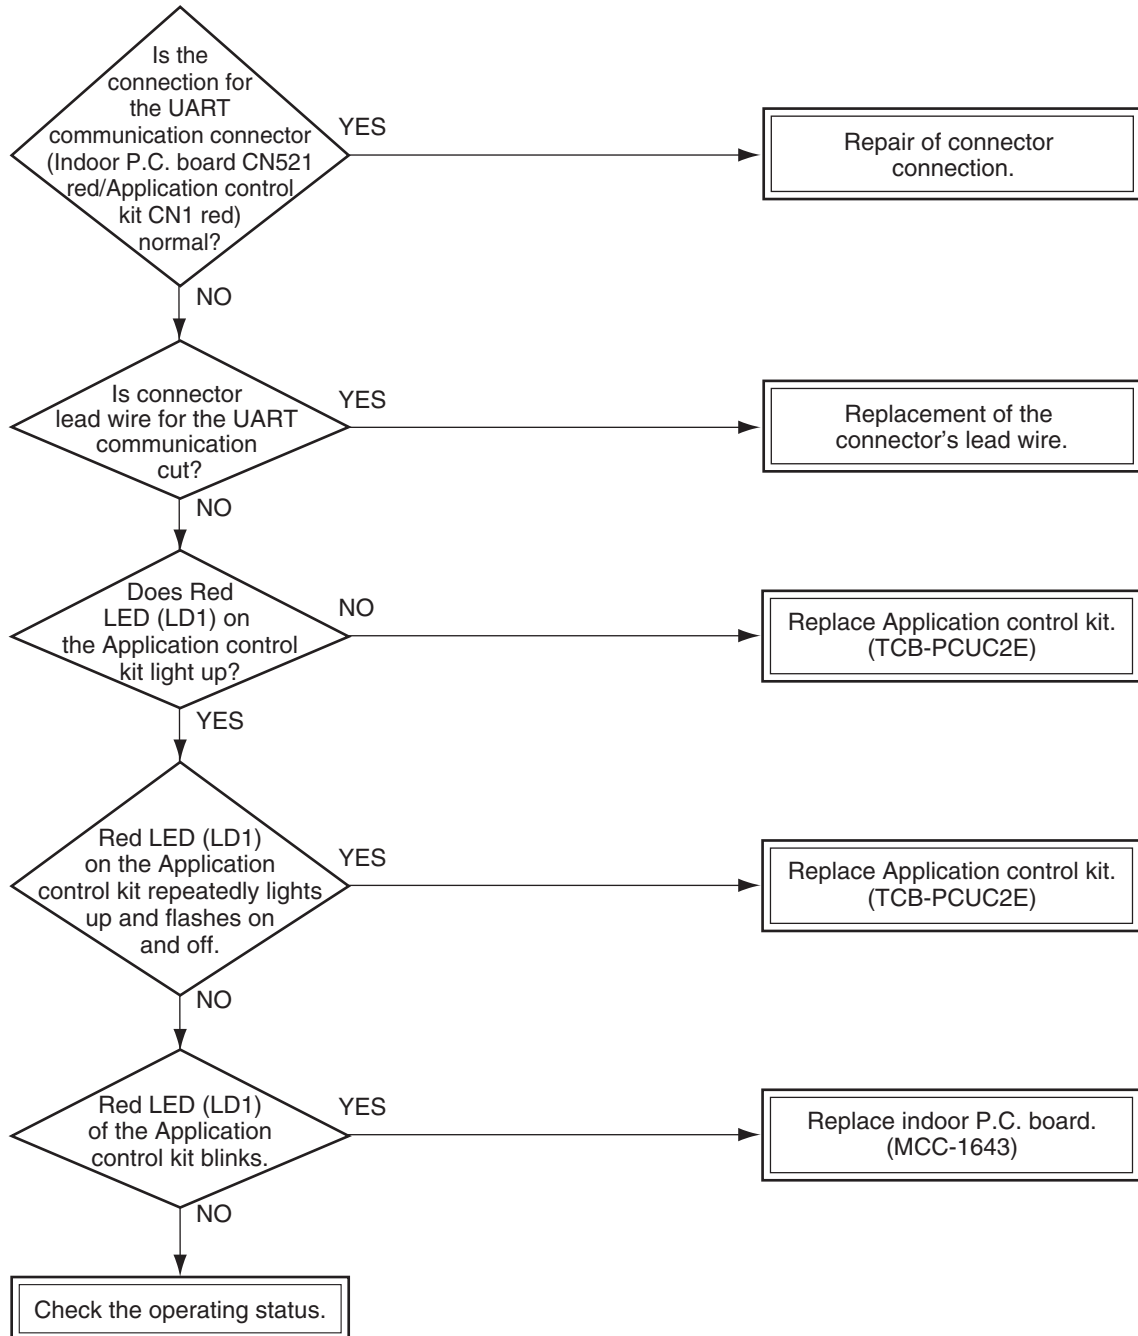 Is the
connection for
the UART
communication connector
(Indoor P.C. board CN521
red/Application control
kit CN1 red)
normal?
YES
Repair of connector
connection.
NO
Is connector
lead wire for the UART
communication
cut?
YES
Replacement of the
connector’s lead wire.
NO
Does Red
LED (LD1) on
the Application control
kit light up?
NO
Replace Application control kit.
(TCB-PCUC2E)
YES
Red LED (LD1)
on the Application
control kit repeatedly lights
up and flashes on
and off.
YES
Replace Application control kit.
(TCB-PCUC2E)
NO
Red LED (LD1)
of the Application
control kit blinks.
YES
Replace indoor P.C. board.
(MCC-1643)
NO
Check the operating status.